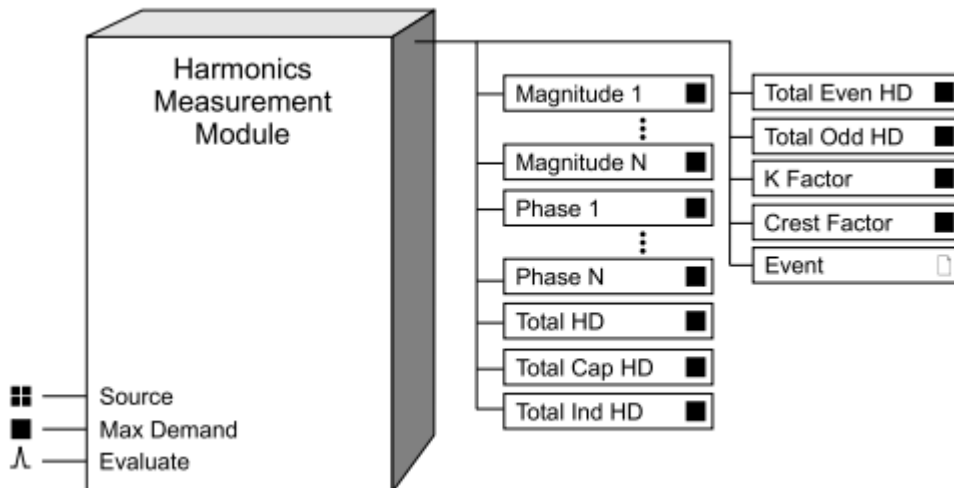 Harmonics
Measurement
Module
Source
Max Demand
Evaluate
Magnitude 1
Magnitude N
Phase 1
Phase N
Total HD
Total Cap HD
Total Ind HD
Total Even HD
Total Odd HD
K Factor
Crest Factor
Event